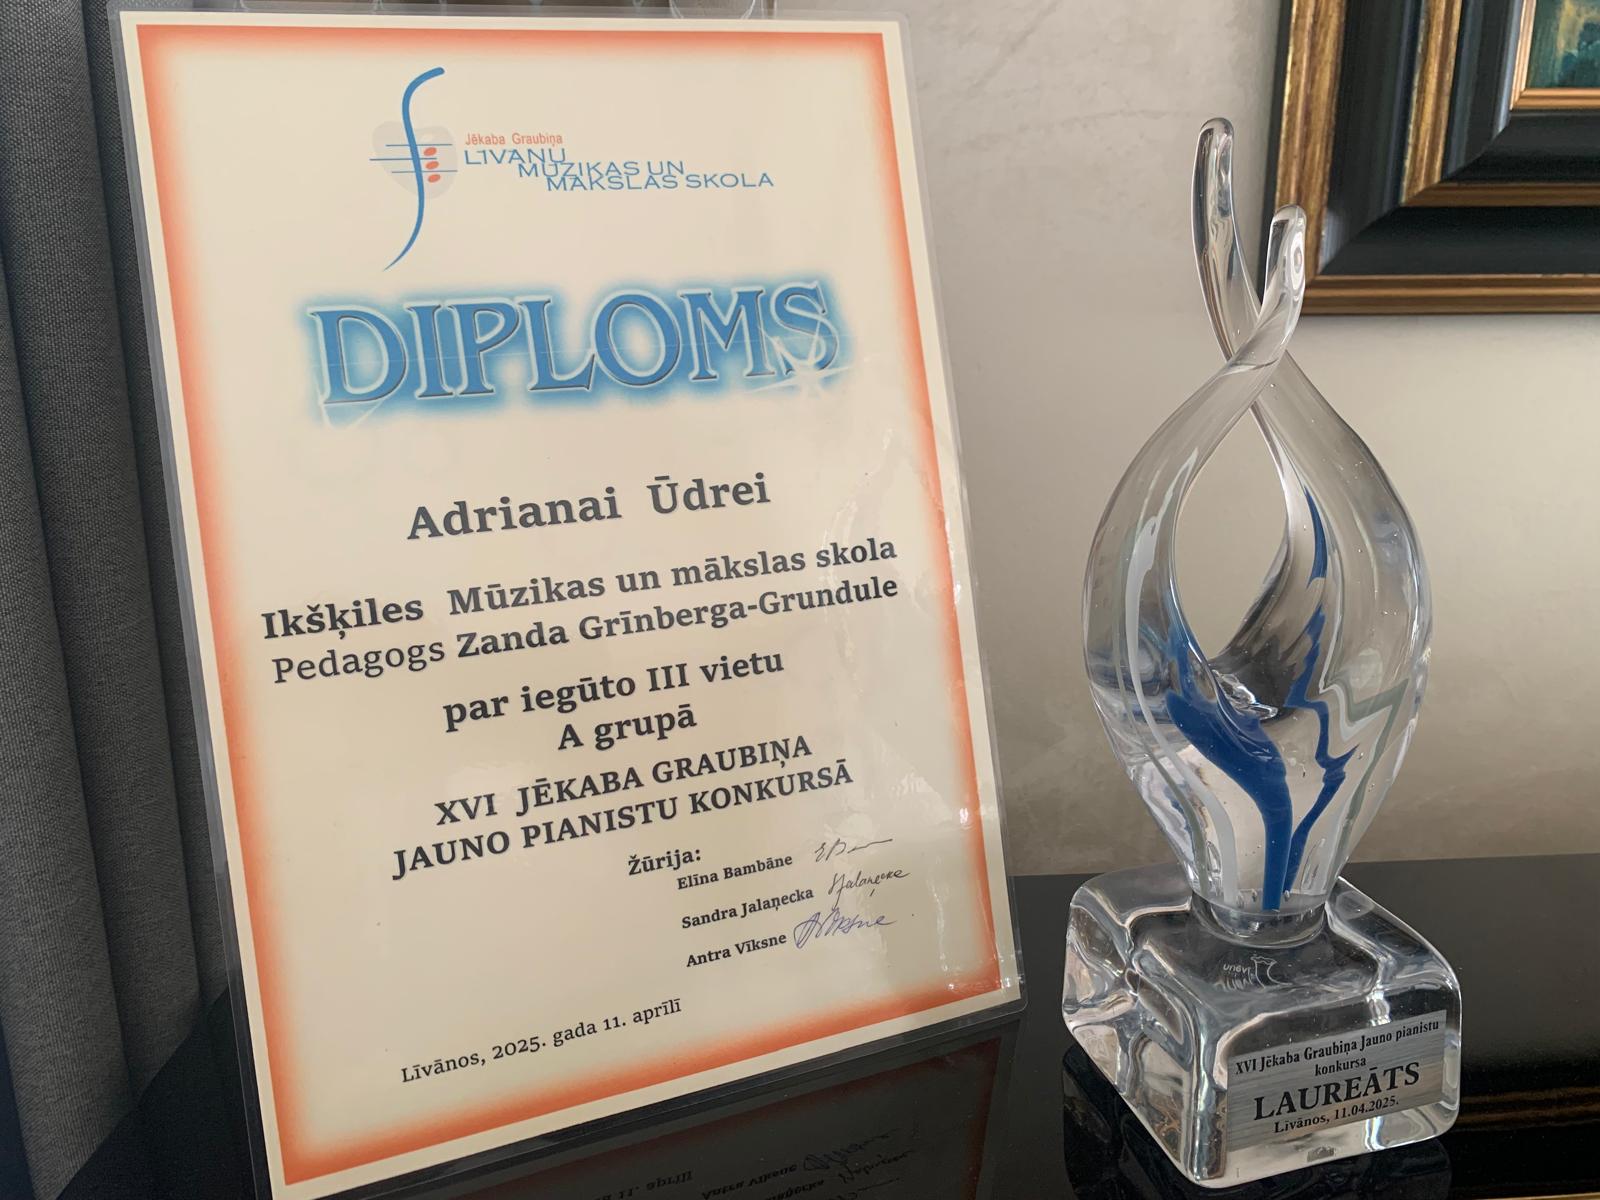 Jēkaba Graubiņa
LĪVĀNU
MŪZIKAS UN
MĀKSLAS SKOLA
DIPLOMS
Adrianai Ūdrei
Ikšķiles Mūzikas un mākslas skola
Pedagogs Zanda Grīnberga-Grundule
par iegūto III vietu
A grupā
XVI JĒKABA GRAUBIŅA
JAUNO PIANISTU KONKURSĀ
Žūrija:
Elīna Bambāne
Sandra Jalaņecka
Antra Vīksne
Līvānos, 2025. gada 11. aprīlī
XVI Jēkaba Graubiņa Jauno pianistu
konkursa
LAUREĀTS
Līvānos, 11.04.2025.